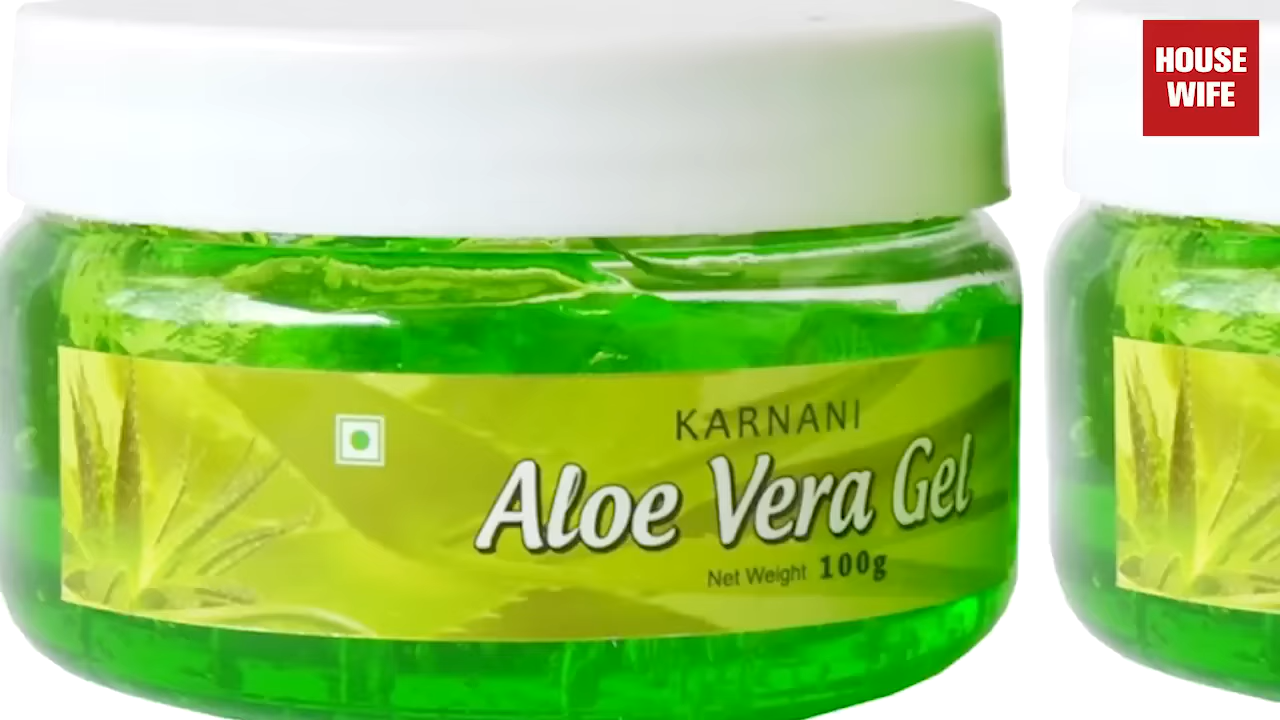 HOUSE
WIFE
KARNANI
Aloe Vera Gel
Net Weight 100g